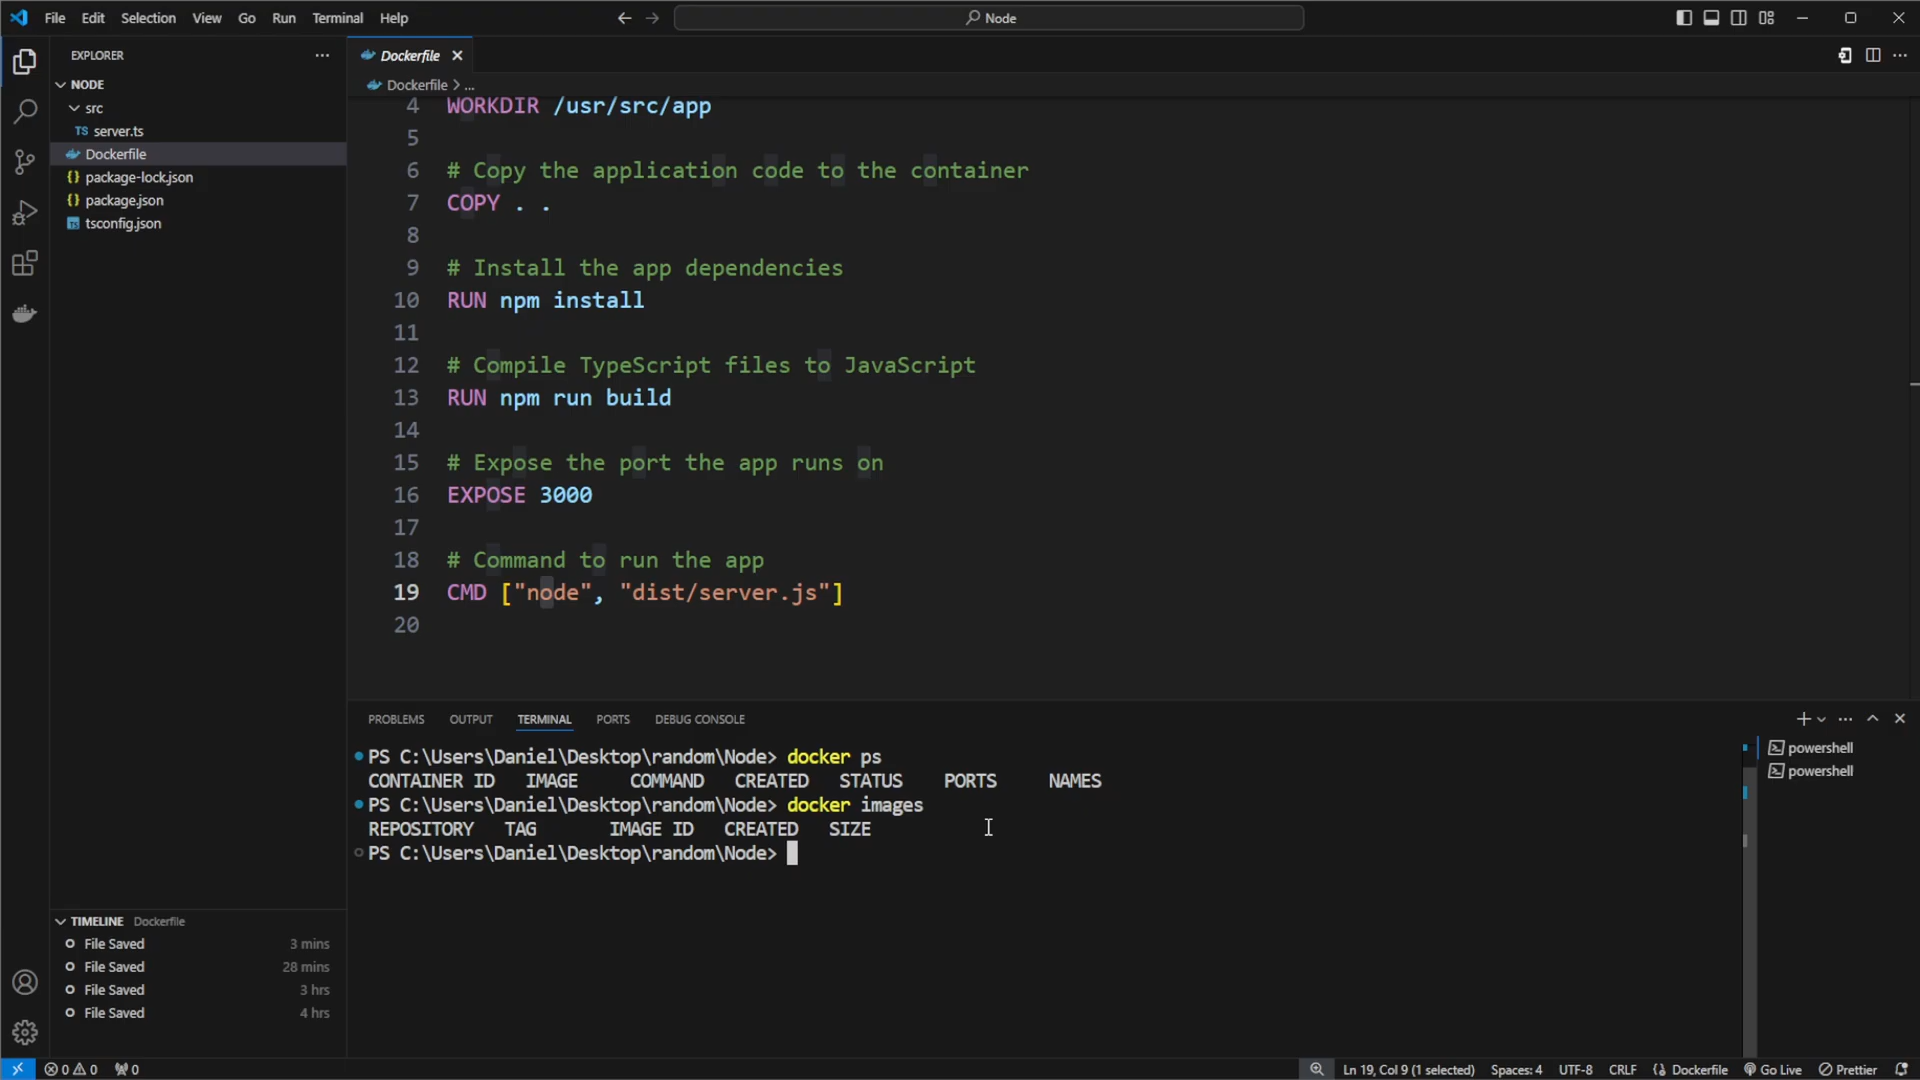 File Edit Selection View Go Run Terminal Help
Node
EXPLORER
NODE
src
TS server.ts
Dockerfile
{} package-lock.json
{} package.json
tsconfig.json
TIMELINE Dockerfile
File Saved 3 mins
File Saved 28 mins
File Saved 3 hrs
File Saved 4 hrs
Dockerfile
Dockerfile > ...
4 WORKDIR /usr/src/app
5
6 # Copy the application code to the container
7 COPY . .
8
9 # Install the app dependencies
10 RUN npm install
11
12 # Compile TypeScript files to JavaScript
13 RUN npm run build
14
15 # Expose the port the app runs on
16 EXPOSE 3000
17
18 # Command to run the app
19 CMD ["node", "dist/server.js"]
20
PROBLEMS OUTPUT TERMINAL PORTS DEBUG CONSOLE
PS C:\Users\Daniel\Desktop\random\Node> docker ps
CONTAINER ID IMAGE COMMAND CREATED STATUS PORTS NAMES
PS C:\Users\Daniel\Desktop\random\Node> docker images
REPOSITORY TAG IMAGE ID CREATED SIZE
PS C:\Users\Daniel\Desktop\random\Node>
powershell
powershell
0 0 0
Ln 19, Col 9 (1 selected) Spaces: 4 UTF-8 CRLF {} Dockerfile Go Live Prettier